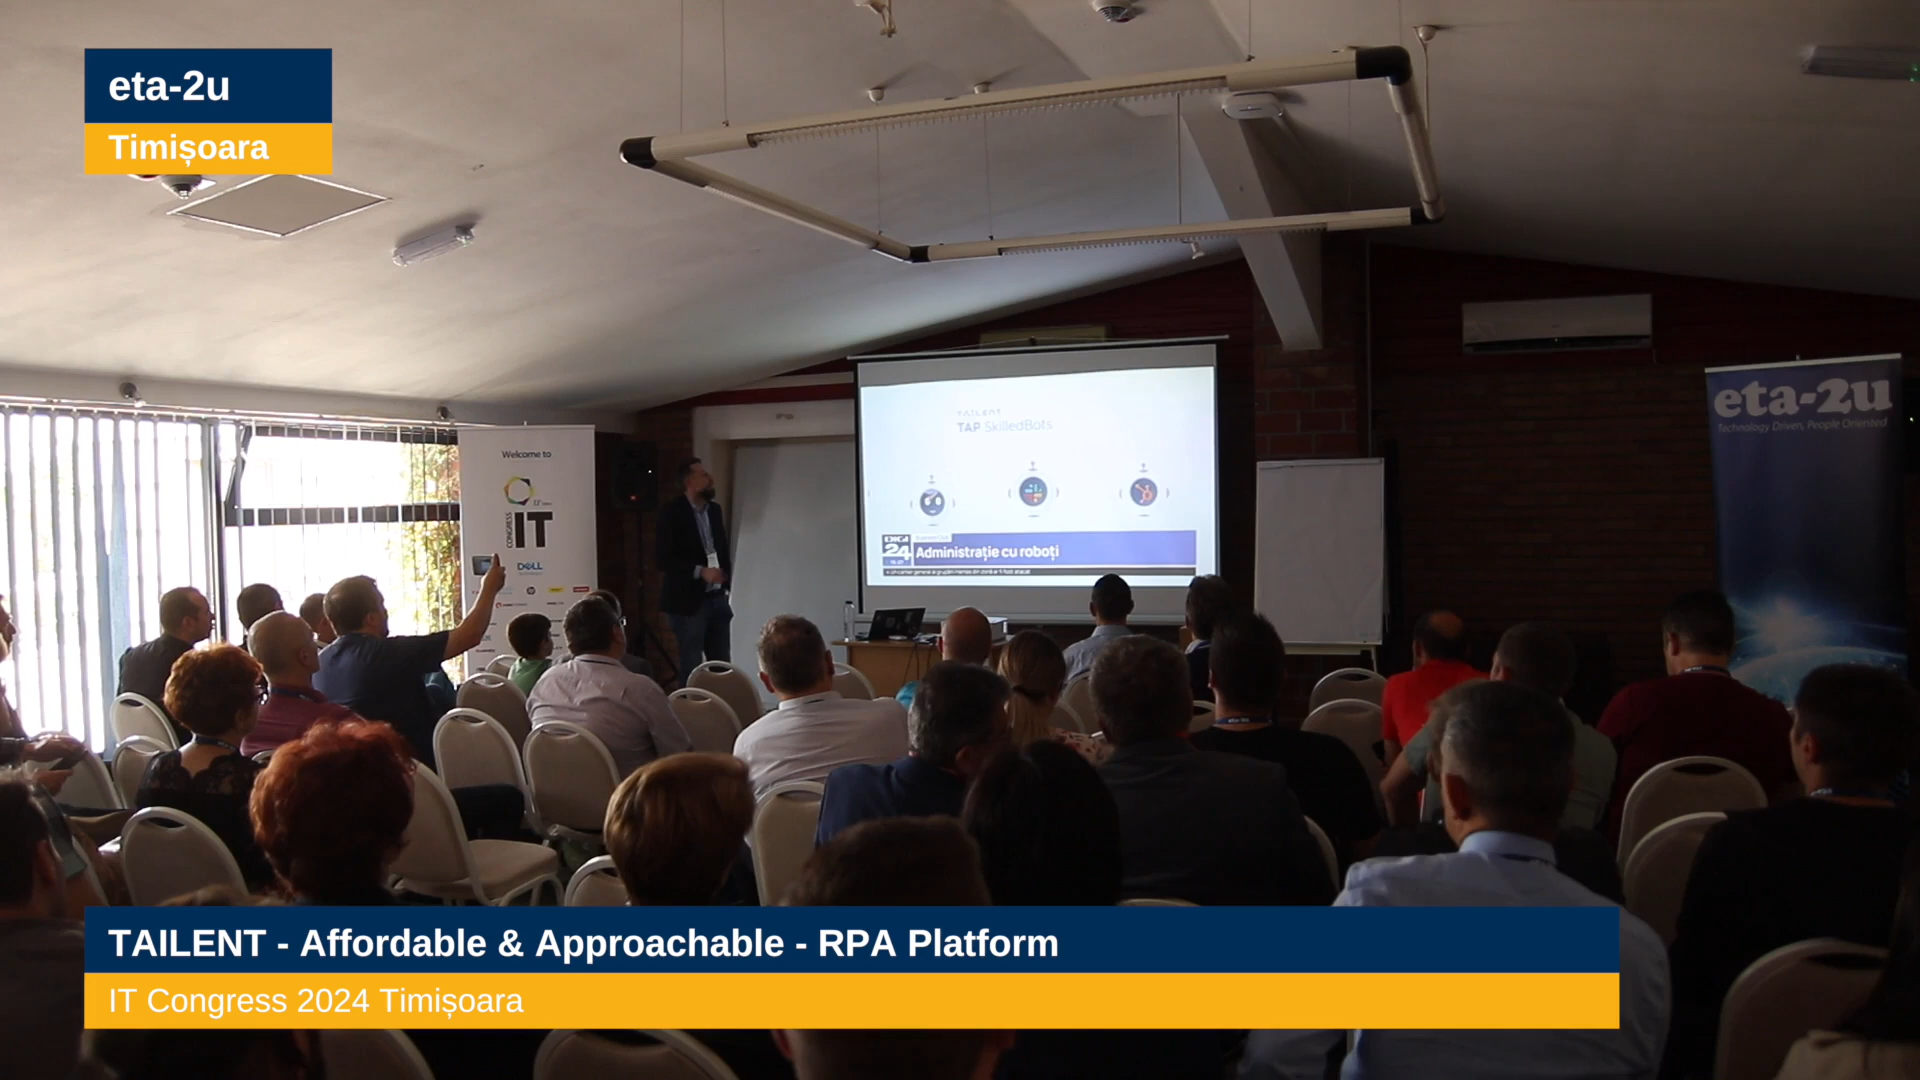 eta-2u
Timișoara
Welcome to
CONGRESS
IT
DELL
TAILENT
TAP SkilledBots
DIGI
24
Administrație cu roboți
eta-2u
Technology Driven, People Oriented
TAILENT - Affordable & Approachable - RPA Platform
IT Congress 2024 Timișoara